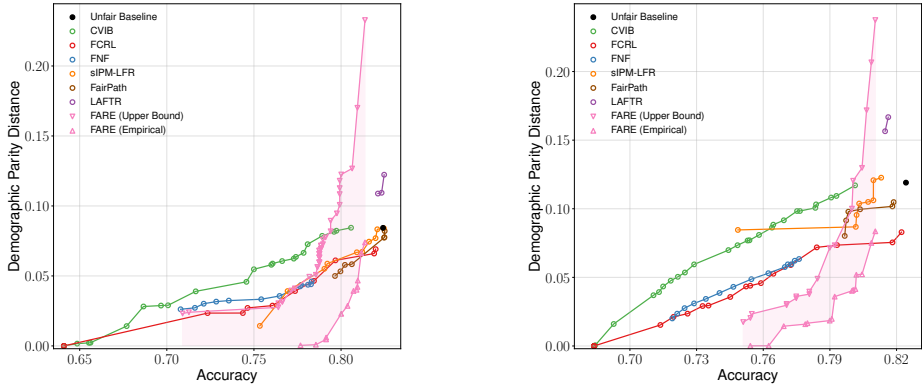 Demographic Parity Distance
0.20
0.15
0.10
0.05
0.00
Unfair Baseline
CVIB
FCRL
FNF
sIPM-LFR
FairPath
LAFTR
FARE (Upper Bound)
FARE (Empirical)
0.65 0.70 0.75 0.80
Accuracy
Demographic Parity Distance
0.20
0.15
0.10
0.05
0.00
Unfair Baseline
CVIB
FCRL
FNF
sIPM-LFR
FairPath
LAFTR
FARE (Upper Bound)
FARE (Empirical)
0.70 0.73 0.76 0.79 0.82
Accuracy